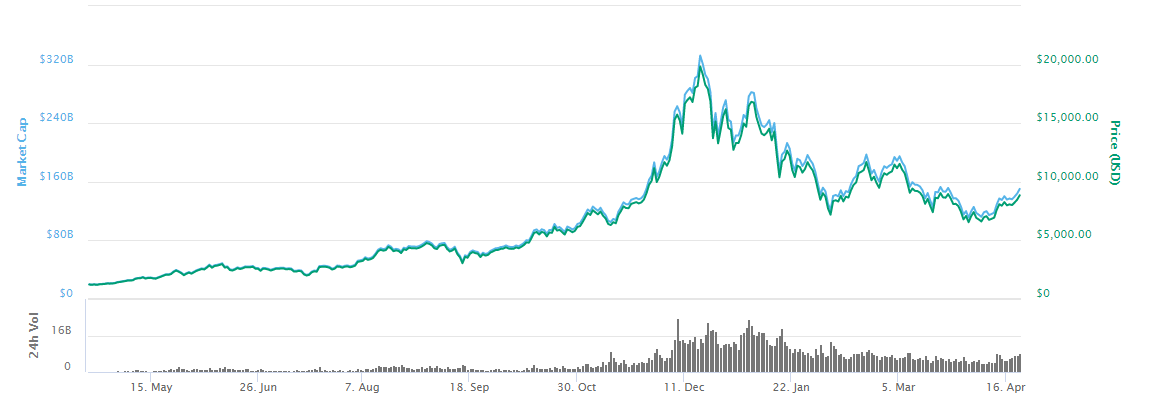 $320B
$20,000.00
$240B
$15,000.00
Market Cap
Price (USD)
$160B
$10,000.00
$80B
$5,000.00
$0
$0
24h Vol
16B
0
15. May
26. Jun
7. Aug
18. Sep
30. Oct
11. Dec
22. Jan
5. Mar
16. Apr